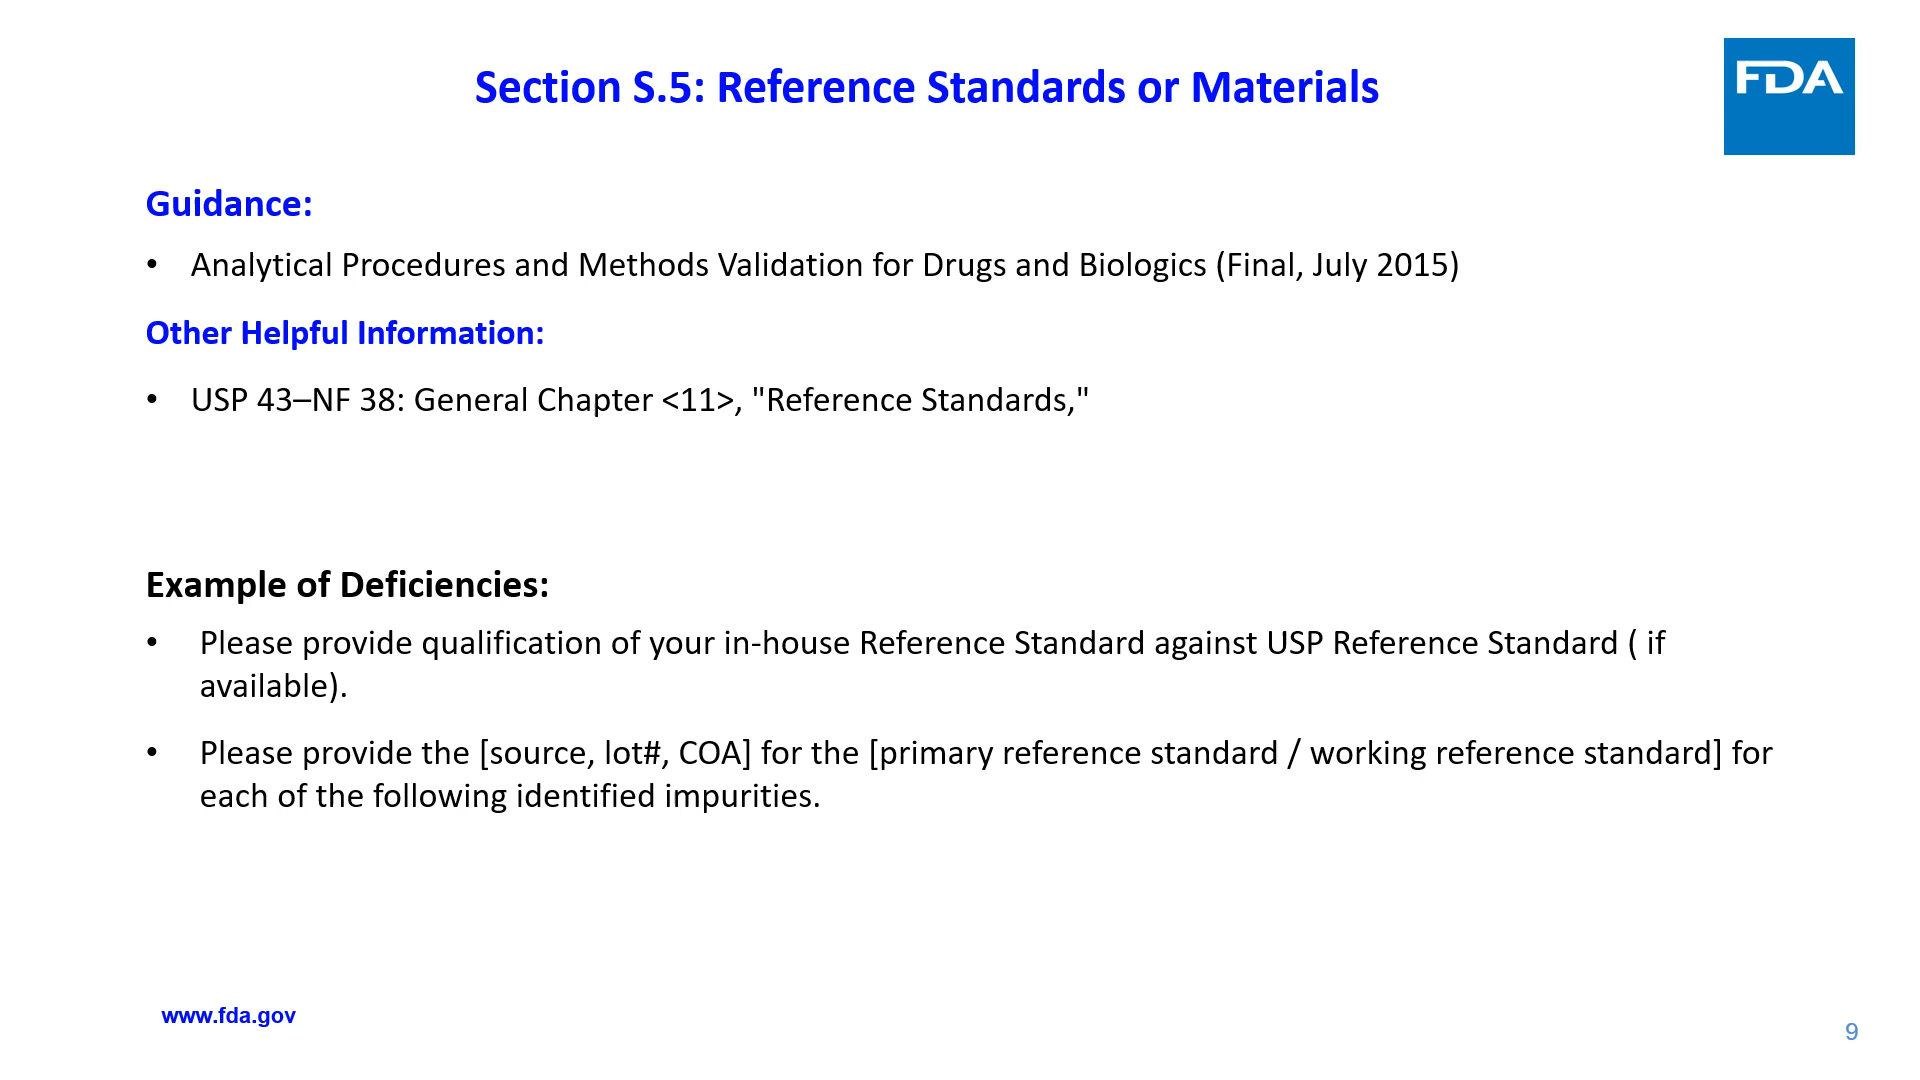 Section S.5: Reference Standards or Materials
FDA
Guidance:
• Analytical Procedures and Methods Validation for Drugs and Biologics (Final, July 2015)
Other Helpful Information:
• USP 43–NF 38: General Chapter <11>, "Reference Standards,"
Example of Deficiencies:
• Please provide qualification of your in-house Reference Standard against USP Reference Standard ( if
available).
• Please provide the [source, lot#, COA] for the [primary reference standard / working reference standard] for
each of the following identified impurities.
www.fda.gov
9